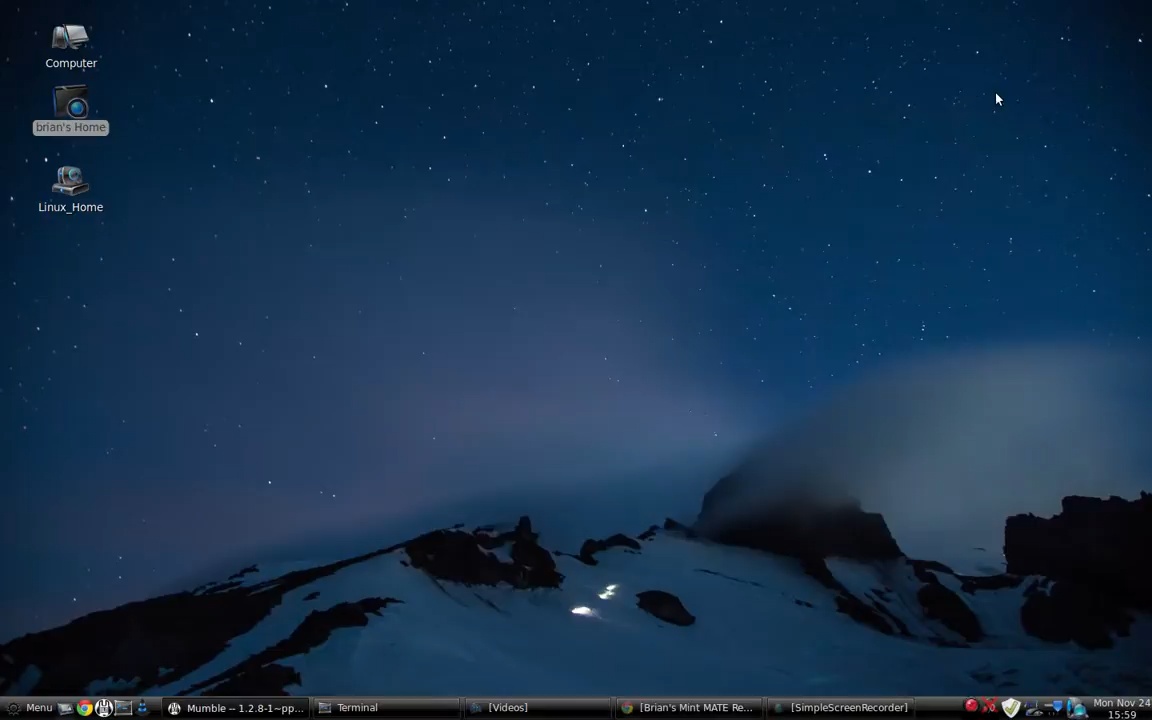 Computer
brian's Home
Linux_Home
Menu
Mumble -- 1.2.8-1~pp...
Terminal
[Videos]
[Brian's Mint MATE Re...
[SimpleScreenRecorder]
Mon Nov 24
15:59